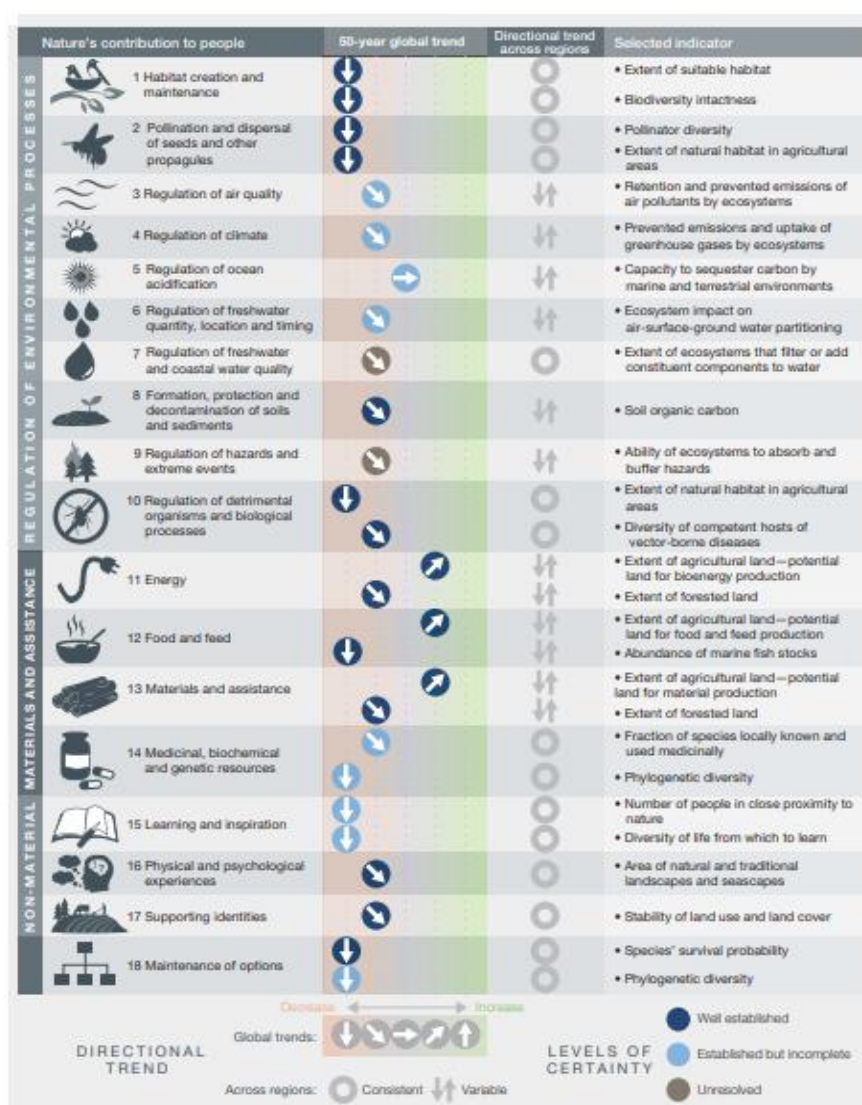 Nature's contribution to people
50-year global trend
Directional trend
across regions
Selected indicator
REGULATION OF ENVIRONMENTAL PROCESSES
1 Habitat creation and
maintenance
• Extent of suitable habitat
• Biodiversity intactness
2 Pollination and dispersal
of seeds and other
propagules
• Pollinator diversity
• Extent of natural habitat in agricultural
areas
3 Regulation of air quality
• Retention and prevented emissions of
air pollutants by ecosystems
4 Regulation of climate
• Prevented emissions and uptake of
greenhouse gases by ecosystems
5 Regulation of ocean
acidification
• Capacity to sequester carbon by
marine and terrestrial environments
6 Regulation of freshwater
quantity, location and timing
• Ecosystem impact on
air-surface-ground water partitioning
7 Regulation of freshwater
and coastal water quality
• Extent of ecosystems that filter or add
constituent components to water
8 Formation, protection and
decontamination of soils
and sediments
• Soil organic carbon
9 Regulation of hazards and
extreme events
• Ability of ecosystems to absorb and
buffer hazards
10 Regulation of detrimental
organisms and biological
processes
• Extent of natural habitat in agricultural
areas
• Diversity of competent hosts of
vector-borne diseases
MATERIALS AND ASSISTANCE
11 Energy
• Extent of agricultural land—potential
land for bioenergy production
• Extent of forested land
12 Food and feed
• Extent of agricultural land—potential
land for food and feed production
• Abundance of marine fish stocks
13 Materials and assistance
• Extent of agricultural land—potential
land for material production
• Extent of forested land
14 Medicinal, biochemical
and genetic resources
• Fraction of species locally known and
used medicinally
• Phylogenetic diversity
NON-MATERIAL
15 Learning and inspiration
• Number of people in close proximity to
nature
• Diversity of life from which to learn
16 Physical and psychological
experiences
• Area of natural and traditional
landscapes and seascapes
17 Supporting identities
• Stability of land use and land cover
18 Maintenance of options
• Species' survival probability
• Phylogenetic diversity
Decrease
Increase
DIRECTIONAL
TREND
Global trends:
Across regions:
Consistent
Variable
LEVELS OF
CERTAINTY
Well established
Established but incomplete
Unresolved